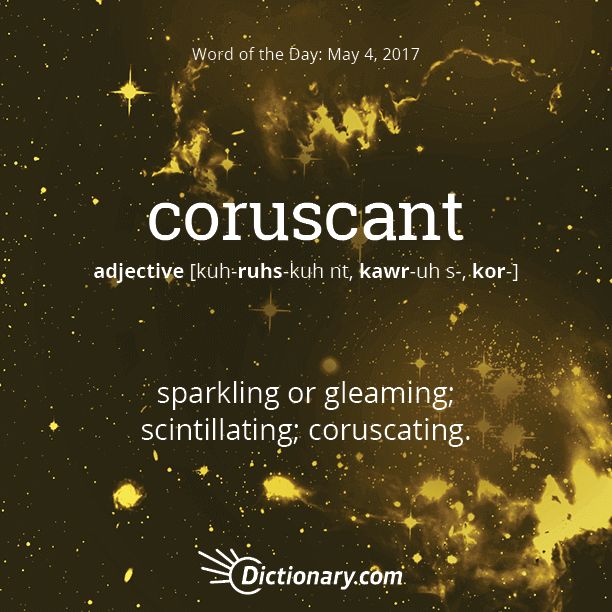 Word of the Day: May 4, 2017
coruscant
adjective [kuh-ruhs-kuh nt, kawr-uh s-, kor-]
sparkling or gleaming;
scintillating; coruscating.
Dictionary.com